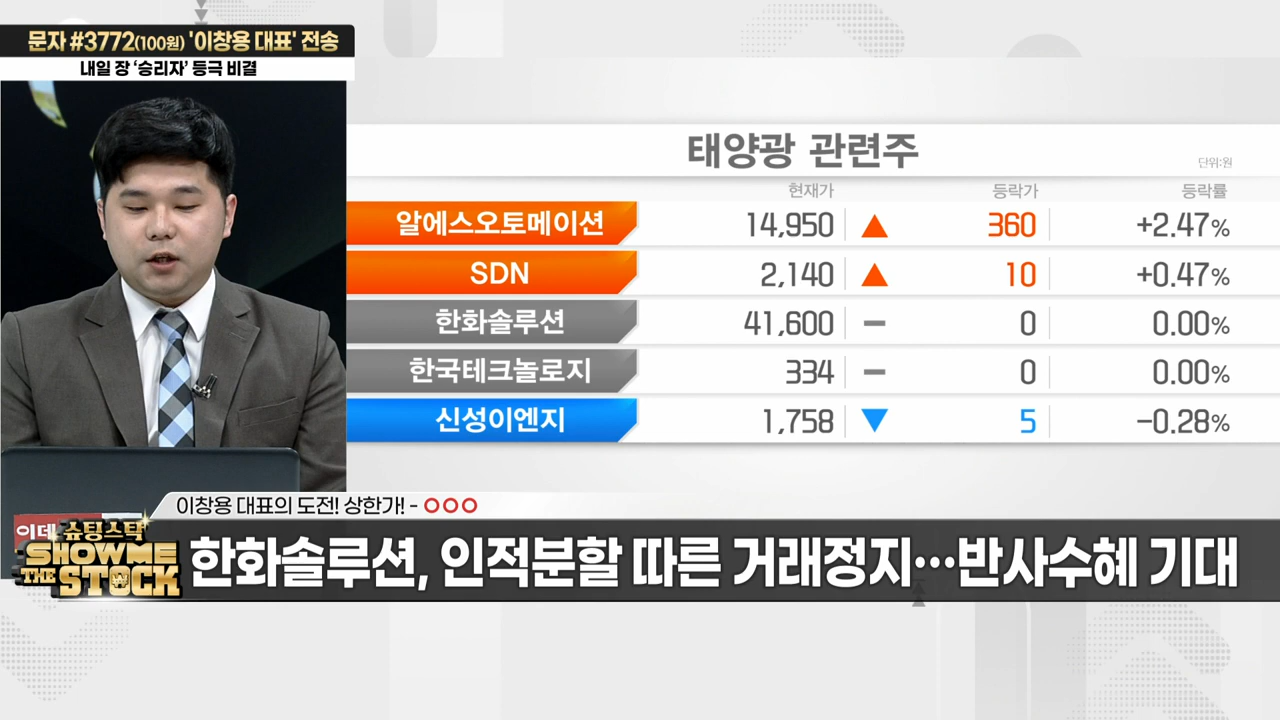 문자 #3772(100원) '이창용 대표' 전송
내일 장 '승리자' 등극 비결
태양광 관련주
단위:원
현재가 등락가 등락률
알에스오토메이션 14,950 ▲ 360 +2.47%
SDN 2,140 ▲ 10 +0.47%
한화솔루션 41,600 - 0 0.00%
한국테크놀로지 334 - 0 0.00%
신성이엔지 1,758 ▼ 5 -0.28%
이창용 대표의 도전! 상한가! - ○○○
이데
슈팅스탁
SHOW ME
THE STOCK
한화솔루션, 인적분할 따른 거래정지…반사수혜 기대